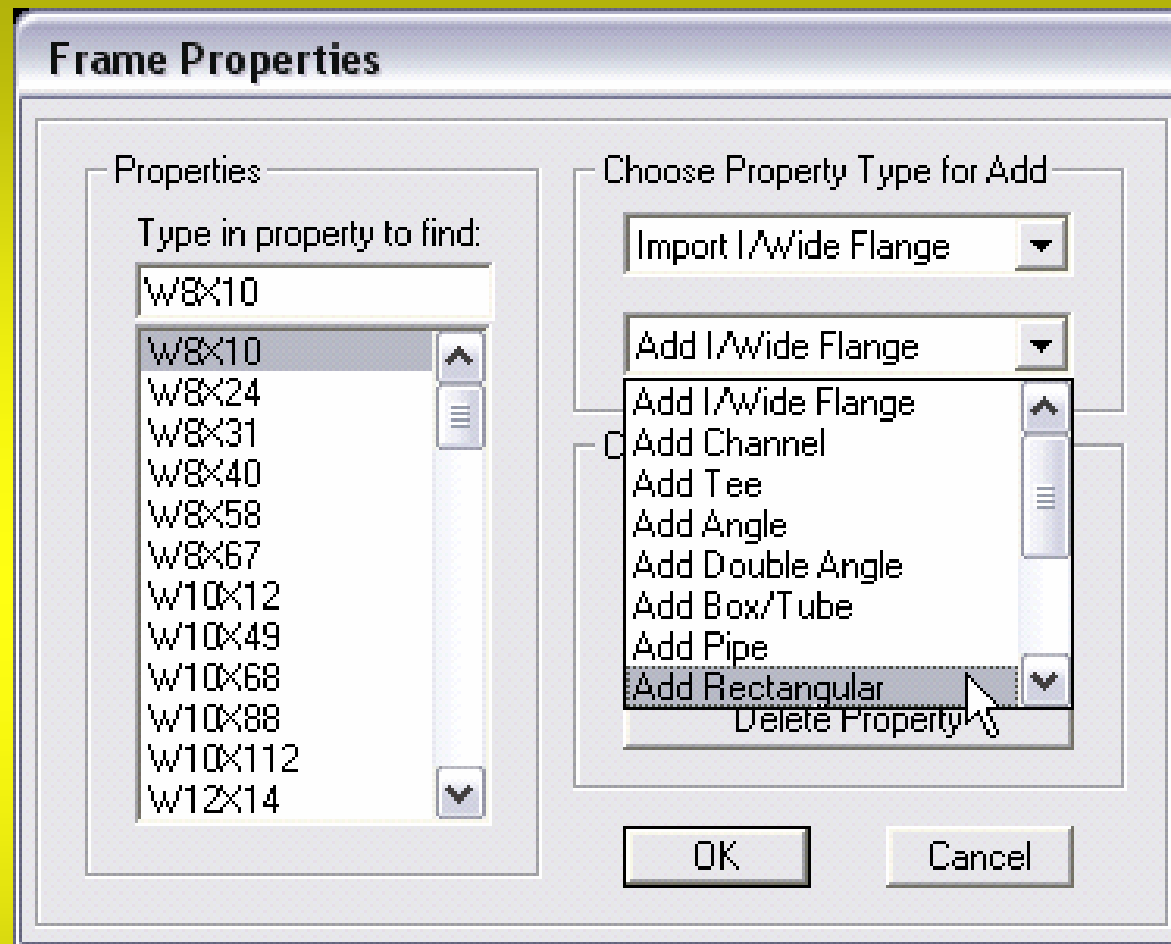 Frame Properties
Properties
Type in property to find:
W8X10
W8X10
W8X24
W8X31
W8X40
W8X58
W8X67
W10X12
W10X49
W10X68
W10X88
W10X112
W12X14
Choose Property Type for Add
Import I/Wide Flange
Add I/Wide Flange
Add I/Wide Flange
Add Channel
Add Tee
Add Angle
Add Double Angle
Add Box/Tube
Add Pipe
Add Rectangular
Delete Property
OK
Cancel